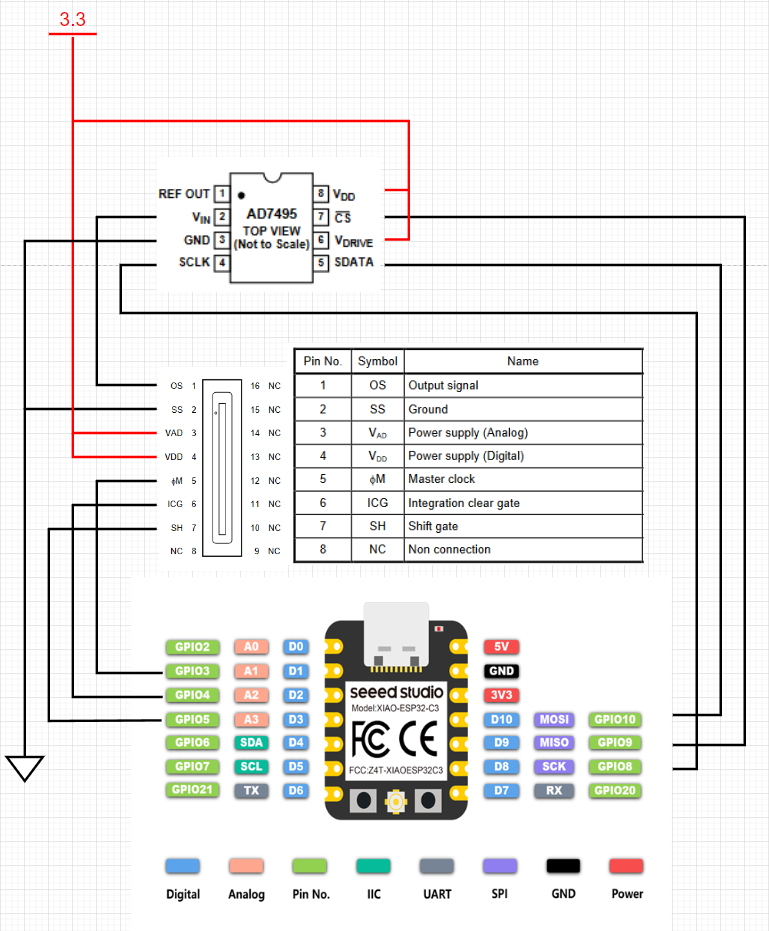 3.3
REF OUT 1 8 VDD
VIN 2 AD7495 7 CS
GND 3 TOP VIEW 6 VDRIVE
(Not to Scale)
SCLK 4 5 SDATA
Pin No. Symbol Name
1 OS Output signal
2 SS Ground
3 VAD Power supply (Analog)
4 VDD Power supply (Digital)
5 ϕM Master clock
6 ICG Integration clear gate
7 SH Shift gate
8 NC Non connection
OS 1 16 NC
SS 2 15 NC
VAD 3 14 NC
VDD 4 13 NC
ϕM 5 12 NC
ICG 6 11 NC
SH 7 10 NC
NC 8 9 NC
GPIO2 A0 D0 5V
GPIO3 A1 D1 GND
GPIO4 A2 D2 3V3
GPIO5 A3 D3 D10 MOSI GPIO10
GPIO6 SDA D4 D9 MISO GPIO9
GPIO7 SCL D5 D8 SCK GPIO8
GPIO21 TX D6 D7 RX GPIO20
seeed studio
Model:XIAO-ESP32-C3
FC CE
FCC:Z4T-XIAOESP32C3
Digital Analog Pin No. IIC UART SPI GND Power